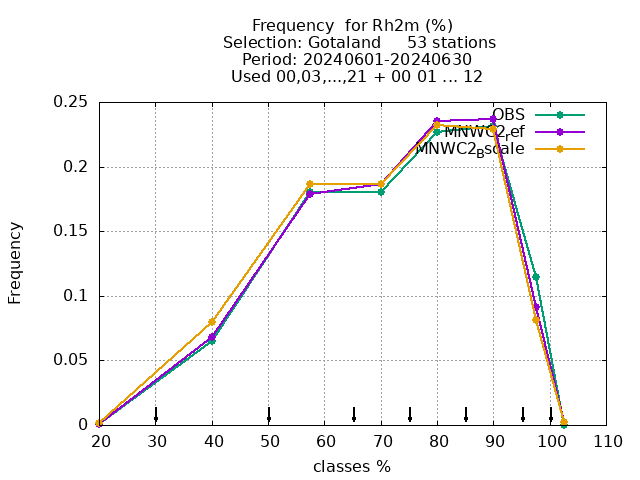 Frequency  for Rh2m (%)
Selection: Gotaland     53 stations
Period: 20240601-20240630
Used 00,03,...,21 + 00 01 ... 12
OBS
MNWC2ref
MNWC2Bscale
Frequency
0.25
0.2
0.15
0.1
0.05
0
20 30 40 50 60 70 80 90 100 110
classes %